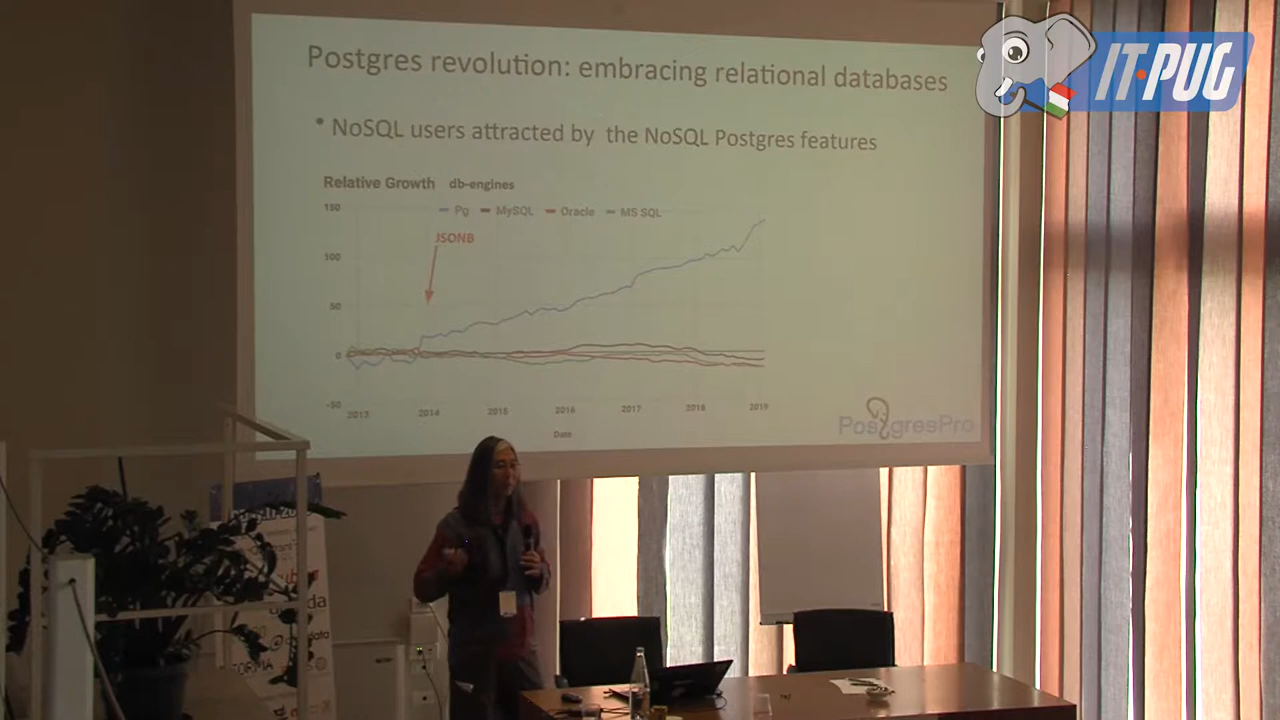 Postgres revolution: embracing relational databases
IT•PUG
• NoSQL users attracted by the NoSQL Postgres features
Relative Growth db-engines
Pg MySQL Oracle MS SQL
150
JSONB
100
50
0
-50
2013 2014 2015 2016 2017 2018 2019
Date
PostgresPro